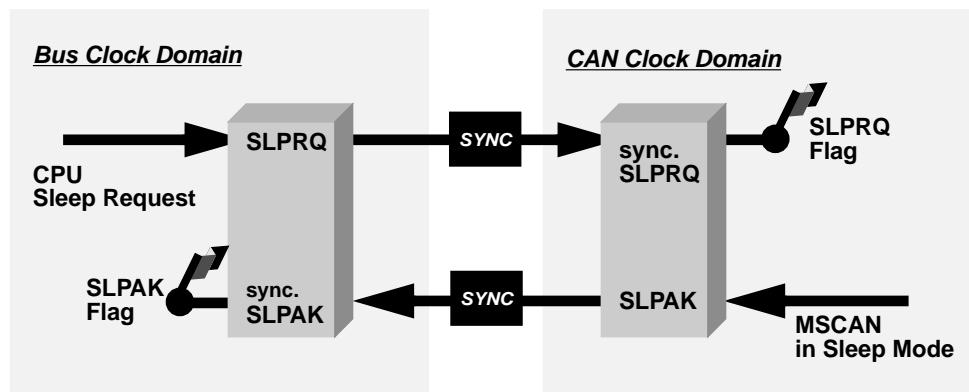 Bus Clock Domain
CAN Clock Domain
SLPRQ
SYNC
sync.
SLPRQ
SLPRQ
Flag
CPU
Sleep Request
SLPAK
Flag
sync.
SLPAK
SYNC
SLPAK
MSCAN
in Sleep Mode